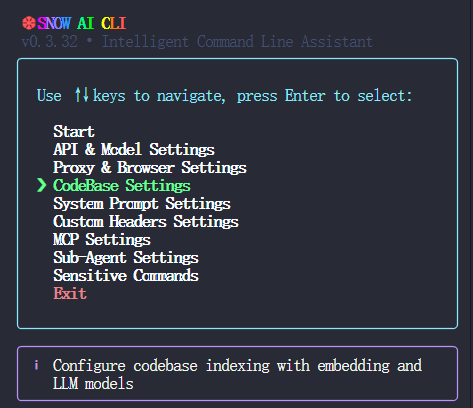 ❆SNOW AI CLI
v0.3.32 • Intelligent Command Line Assistant
Use ↑↓keys to navigate, press Enter to select:
Start
API & Model Settings
Proxy & Browser Settings
❯ CodeBase Settings
System Prompt Settings
Custom Headers Settings
MCP Settings
Sub-Agent Settings
Sensitive Commands
Exit
ℹ Configure codebase indexing with embedding and
LLM models